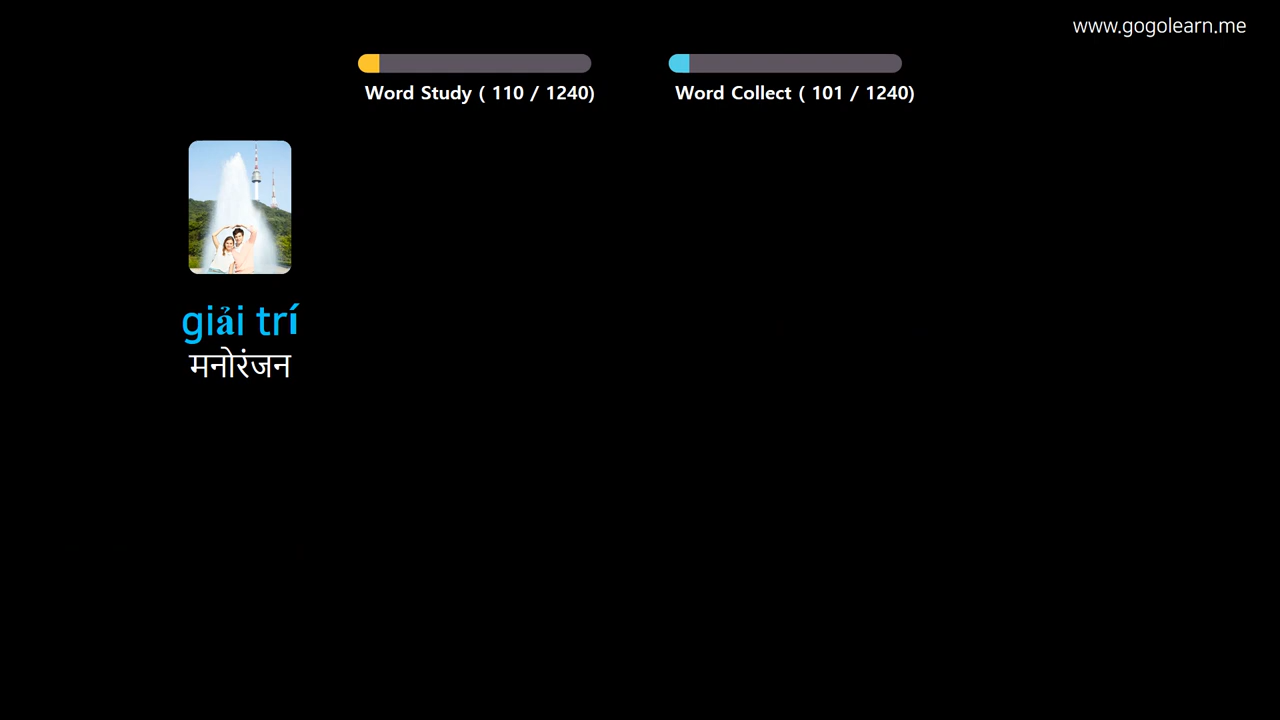 www.gogolearn.me
Word Study ( 110 / 1240)
Word Collect ( 101 / 1240)
giải trí
मनोरंजन